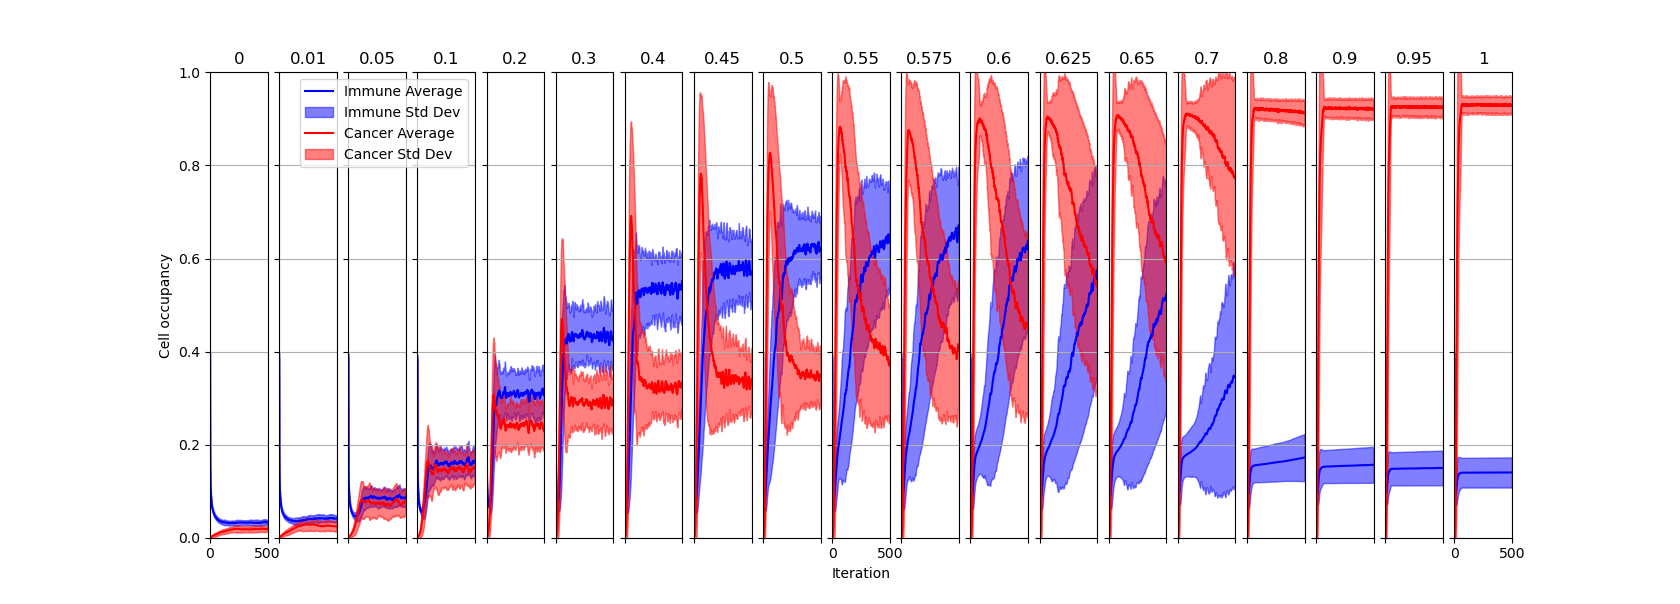 0 0.01 0.05 0.1 0.2 0.3 0.4 0.45 0.5 0.55 0.575 0.6 0.625 0.65 0.7 0.8 0.9 0.95 1
1.0
0.8
0.6
0.4
0.2
0.0
Cell occupancy
Immune Average
Immune Std Dev
Cancer Average
Cancer Std Dev
0 500 0 500 0 500
Iteration